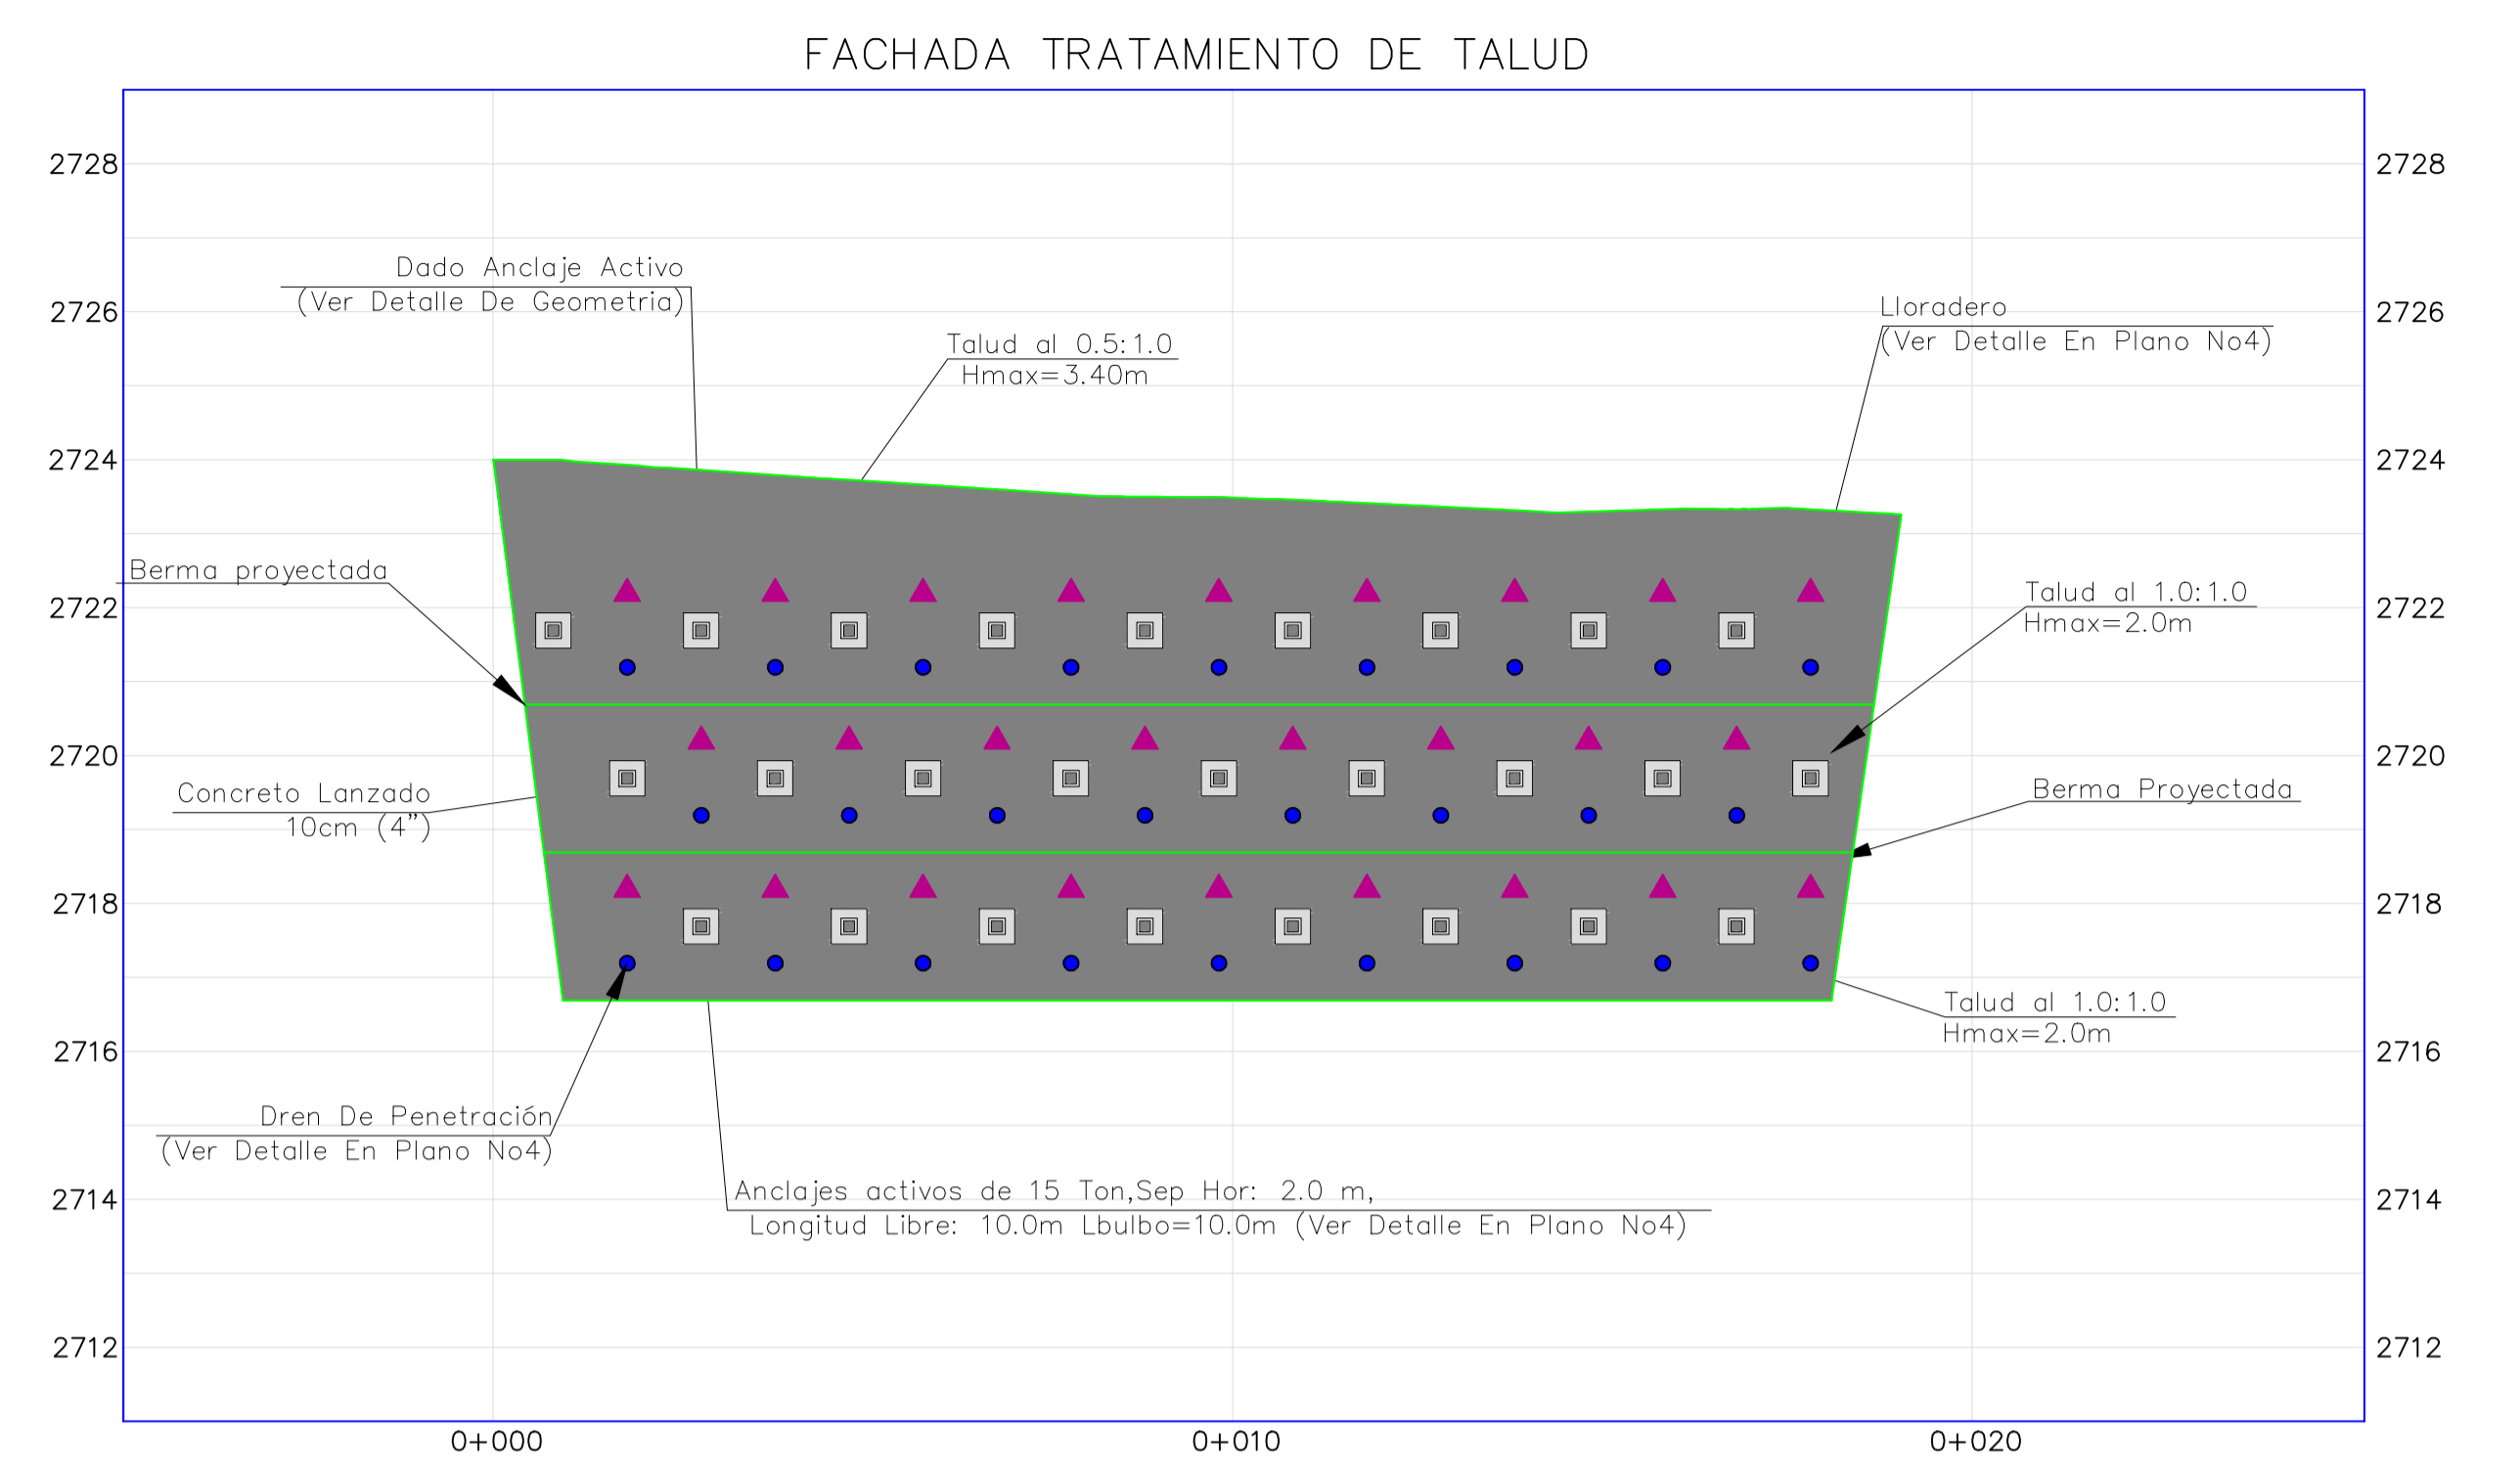 FACHADA TRATAMIENTO DE TALUD
2728
2728
Dado Anclaje Activo
(Ver Detalle De Geometria)
2726
2726
Lloradero
(Ver Detalle En Plano No4)
Talud al 0.5:1.0
Hmax=3.40m
2724
2724
Berma proyectada
2722
2722
Talud al 1.0:1.0
Hmax=2.0m
2720
2720
Concreto Lanzado
10cm (4")
Berma Proyectada
2718
2718
Talud al 1.0:1.0
Hmax=2.0m
2716
2716
Dren De Penetración
(Ver Detalle En Plano No4)
Anclajes activos de 15 Ton,Sep Hor: 2.0 m,
Longitud Libre: 10.0m Lbulbo=10.0m (Ver Detalle En Plano No4)
2714
2714
2712
2712
0+000
0+010
0+020